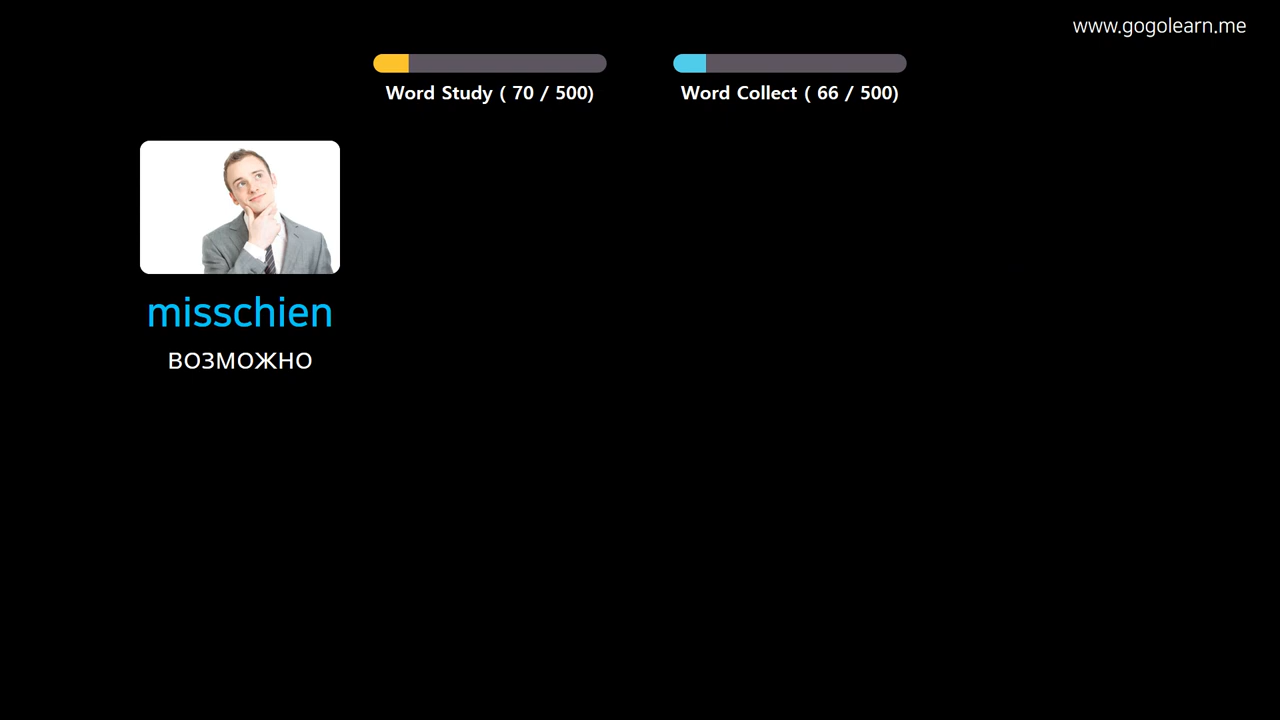 www.gogolearn.me
Word Study ( 70 / 500)
Word Collect ( 66 / 500)
misschien
возможно